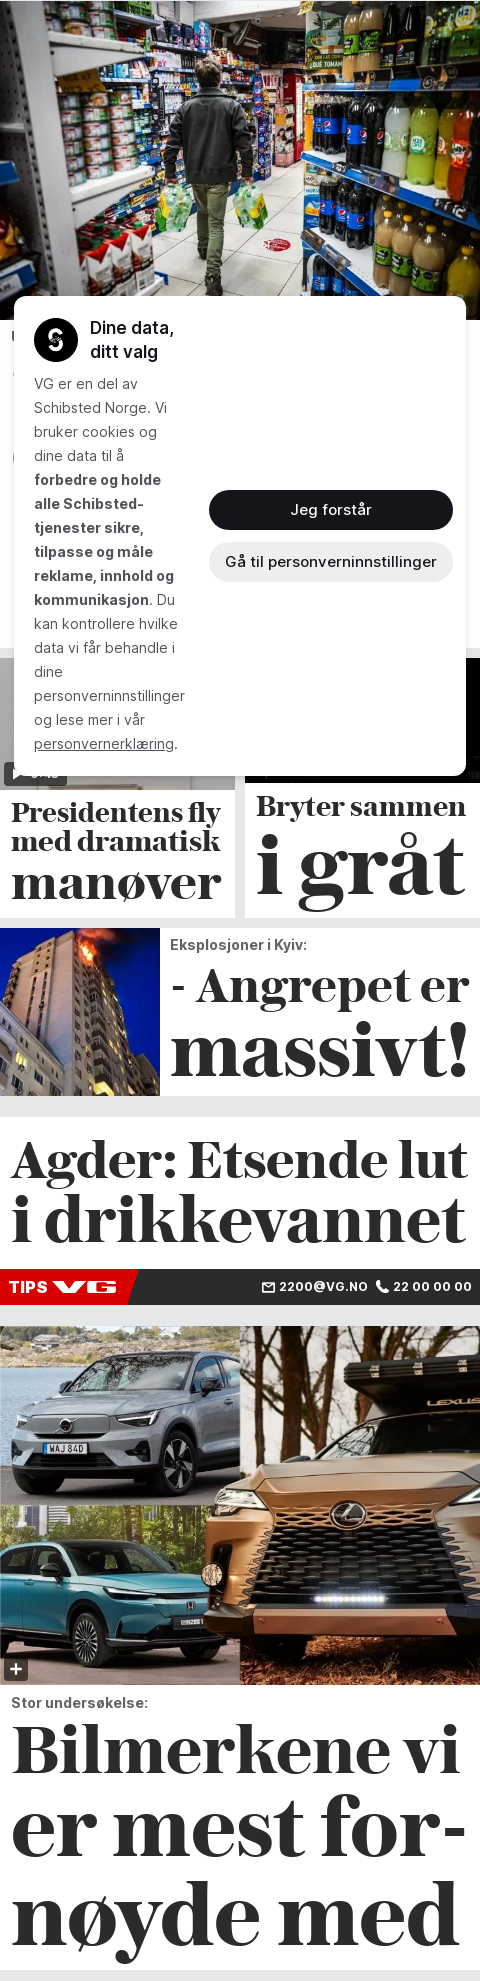 Dine data,
ditt valg
VG er en del av
Schibsted Norge. Vi
bruker cookies og
dine data til å
forbedre og holde
alle Schibsted-
tjenester sikre,
tilpasse og måle
reklame, innhold og
kommunikasjon. Du
kan kontrollere hvilke
data vi får behandle i
dine
personverninnstillinger
og lese mer i vår
personvernerklæring.
Jeg forstår
Gå til personverninnstillinger
Presidentens fly
med dramatisk
manøver
Bryter sammen
i gråt
Eksplosjoner i Kyiv:
- Angrepet er
massivt!
Agder: Etsende lut
i drikkevannet
TIPS VG 2200@VG.NO 22 00 00 00
LEXUS
WAJ 84D
Stor undersøkelse:
Bilmerkene vi
er mest for-
nøyde med